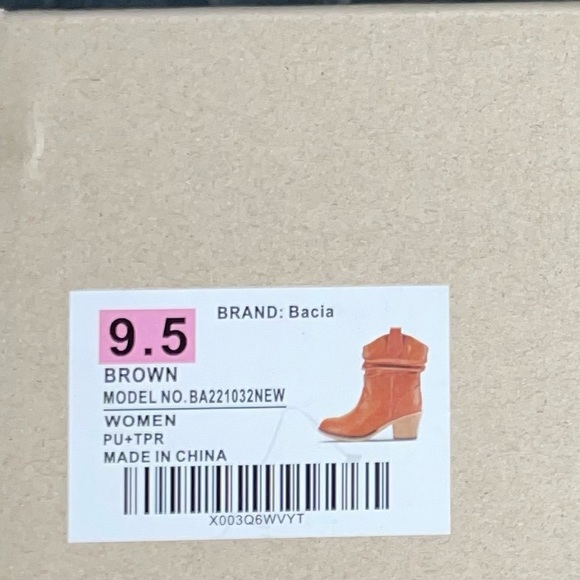 BRAND: Bacia
9.5
BROWN
MODEL NO.BA221032NEW
WOMEN
PU+TPR
MADE IN CHINA
X003Q6WVYT